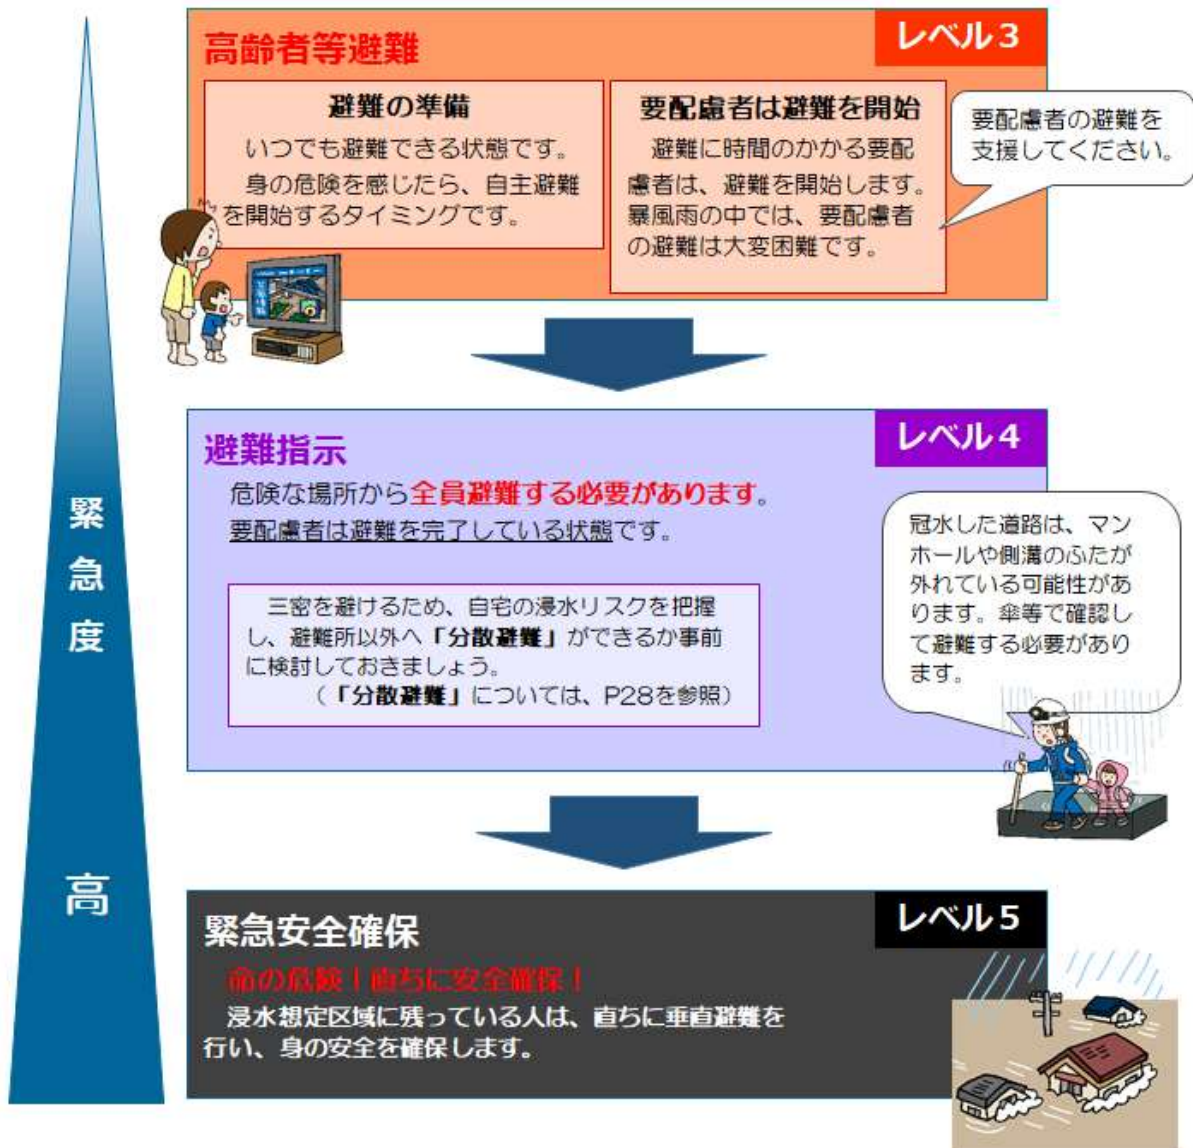 高齢者等避難
レベル3
避難の準備
いつでも避難できる状態です。
身の危険を感じたら、自主避難
を開始するタイミングです。
要配慮者は避難を開始
避難に時間のかかる要配
慮者は、避難を開始します。
暴風雨の中では、要配慮者
の避難は大変困難です。
要配慮者の避難を
支援してください。
避難指示
レベル4
危険な場所から全員避難する必要があります。
要配慮者は避難を完了している状態です。
三密を避けるため、自宅の浸水リスクを把握
し、避難所以外へ「分散避難」ができるか事前
に検討しておきましょう。
(「分散避難」については、P28を参照)
冠水した道路は、マン
ホールや側溝のふたが
外れている可能性があ
ります。傘等で確認し
て避難する必要があり
ます。
緊急安全確保
レベル5
命の危険!直ちに安全確保!
浸水想定区域に残っている人は、直ちに垂直避難を
行い、身の安全を確保します。
緊急度
高